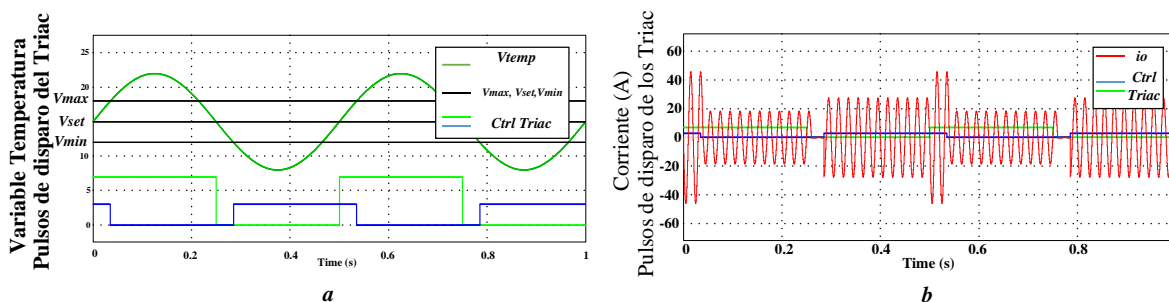 Variable Temperatura
Pulsos de disparo del Triac
25
20
Vmax
Vset
Vmin
10
5
0
Vtemp
Vmax, Vset,Vmin
Ctrl Triac
0
0.2
0.4
0.6
0.8
1
Time (s)
a
Corriente (A)
Pulsos de disparo de los Triac
60
40
20
0
-20
-40
-60
io
Ctrl
Triac
0
0.2
0.4
0.6
0.8
Time (s)
b